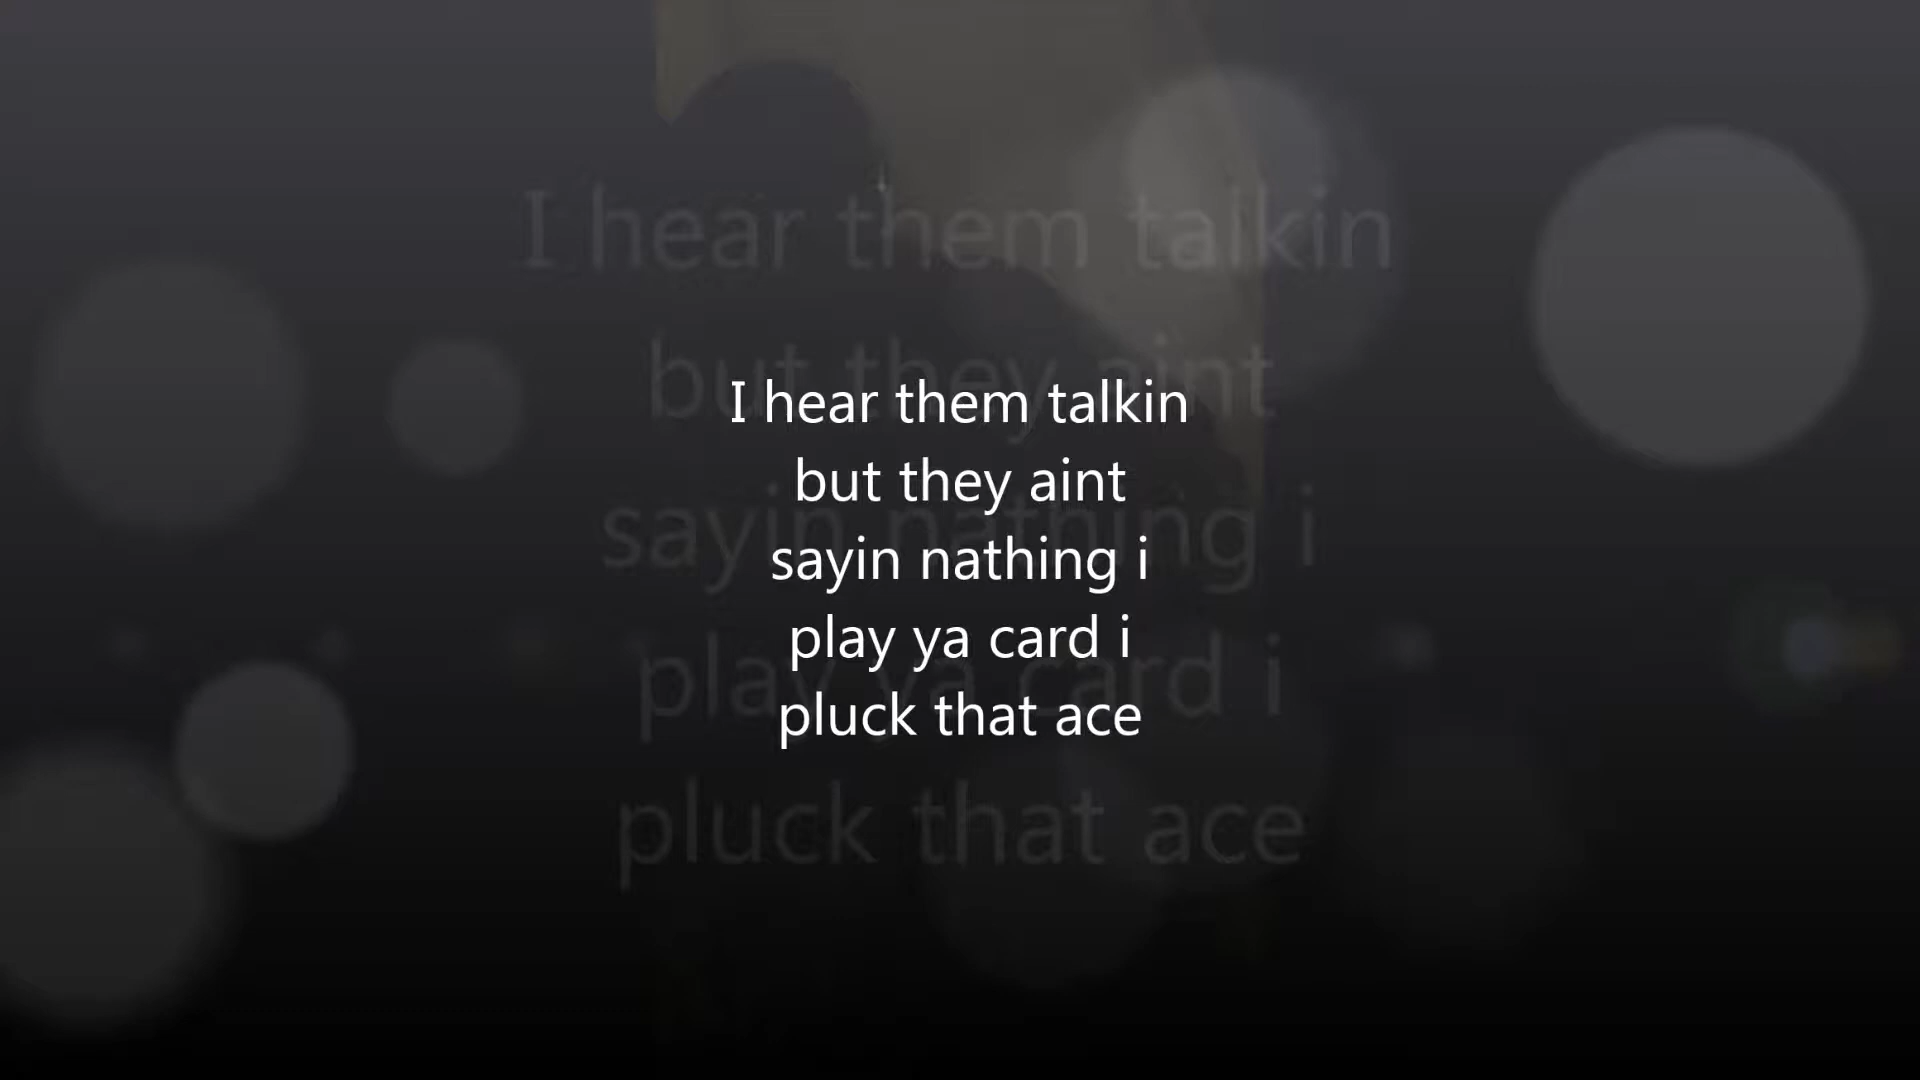 I hear them talkin
but they aint
sayin nathing i
play ya card i
pluck that ace